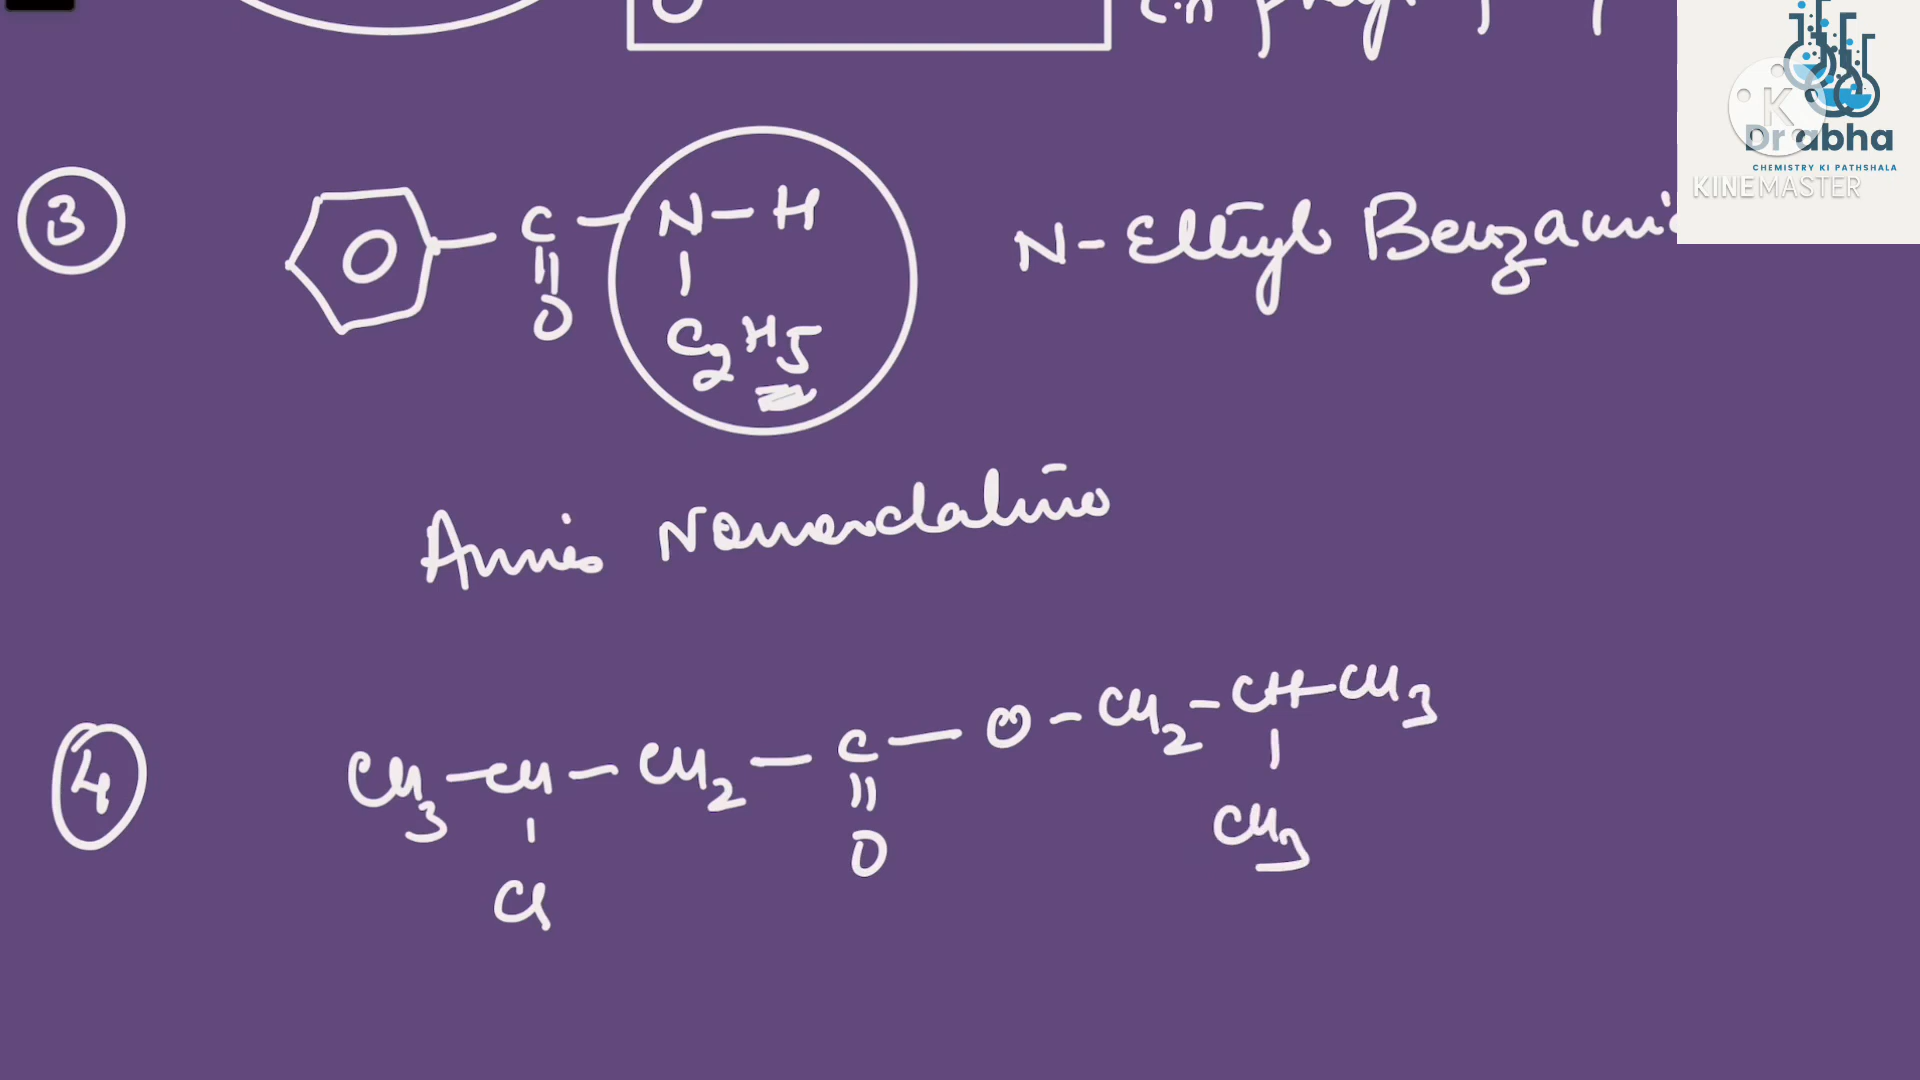 Dr abha
CHEMISTRY KI PATHSHALA
K
KINEMASTER
3
C - N - H
O
C2H5
N - Ethyl Benzami
Nomenclature
4
CH3 - CH - CH2 - C - O - CH2 - CH - CH3
Cl
O
CH3